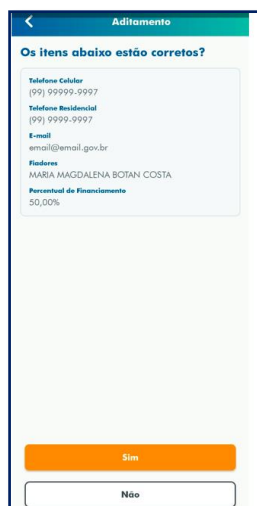 Aditamento
Os itens abaixo estão corretos?
Telefone Celular
(99) 99999-9997
Telefone Residencial
(99) 9999-9997
E-mail
email@email.gov.br
Fiadores
MARIA MAGDALENA BOTAN COSTA
Percentual de Financiamento
50,00%
Sim
Não